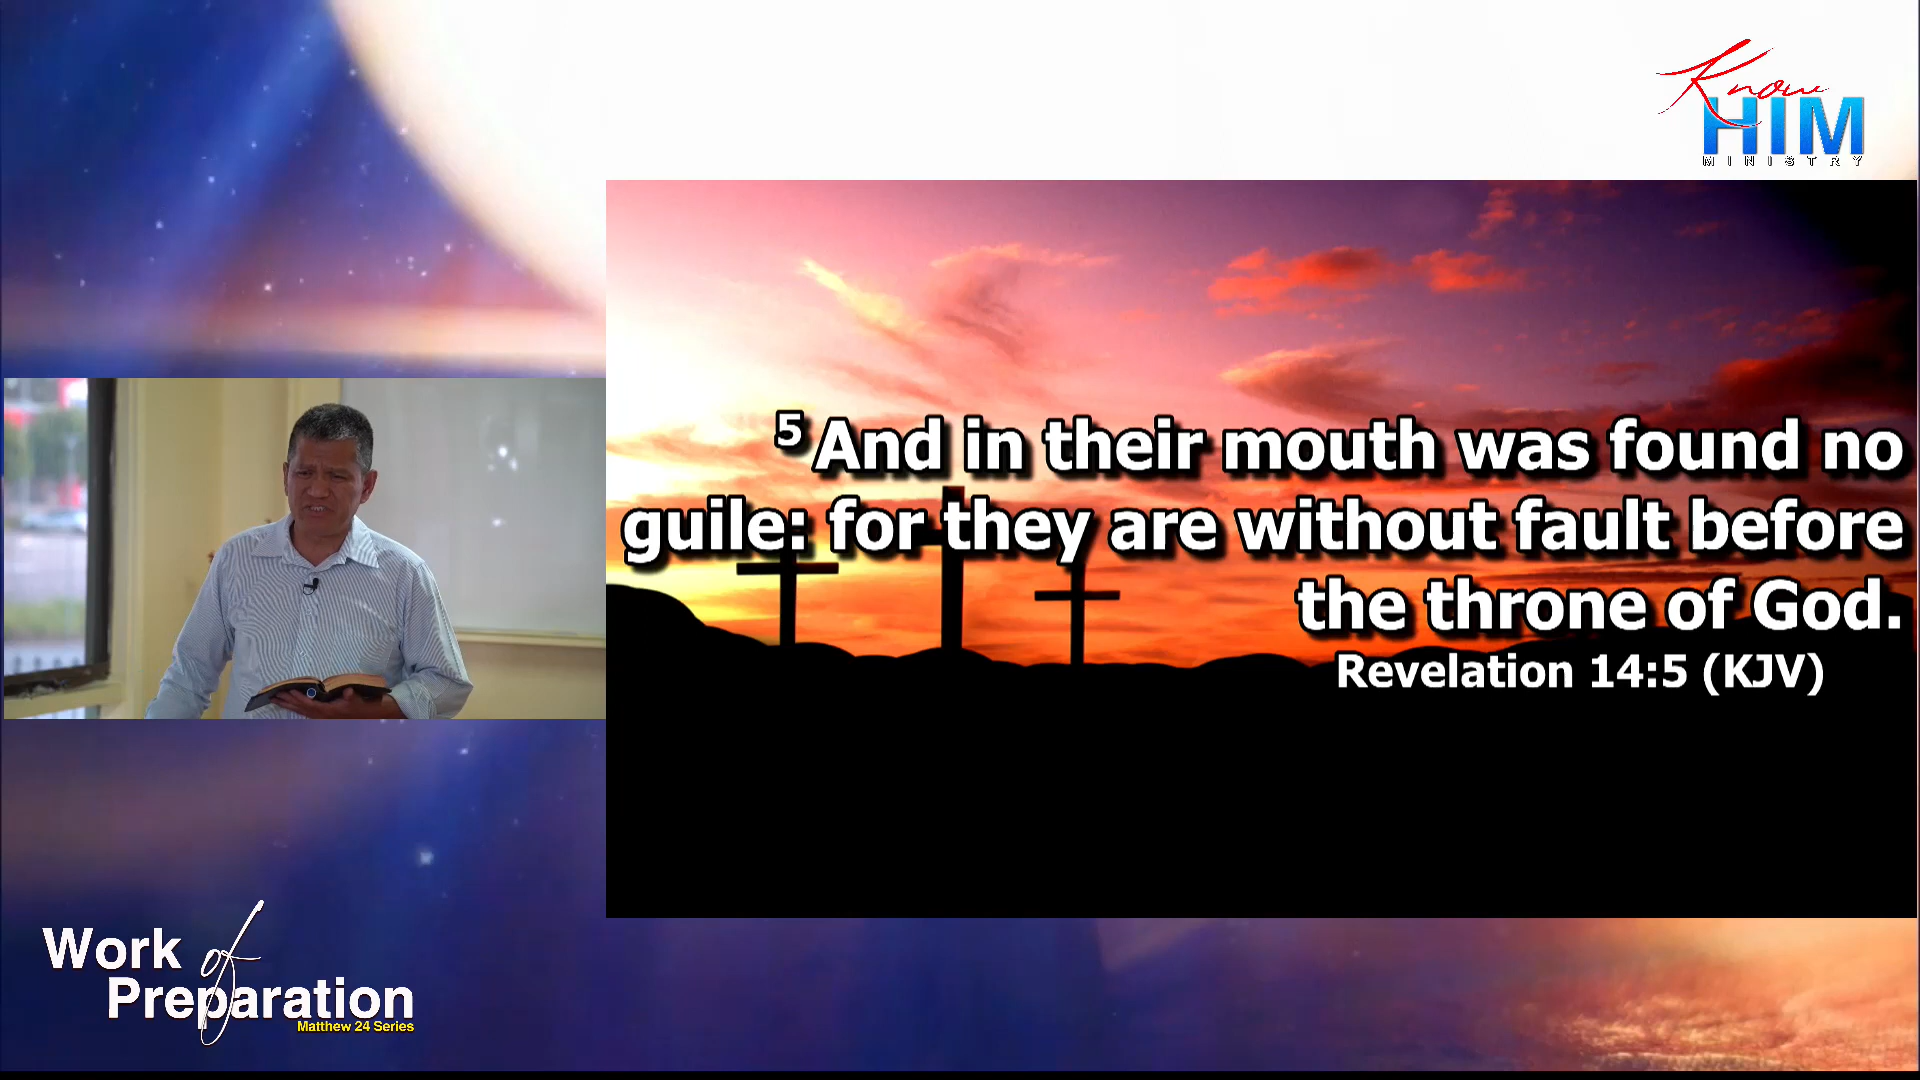 Know
HIM
MINISTRY
5 And in their mouth was found no
guile: for they are without fault before
the throne of God.
Revelation 14:5 (KJV)
Work of
Preparation
Matthew 24 Series